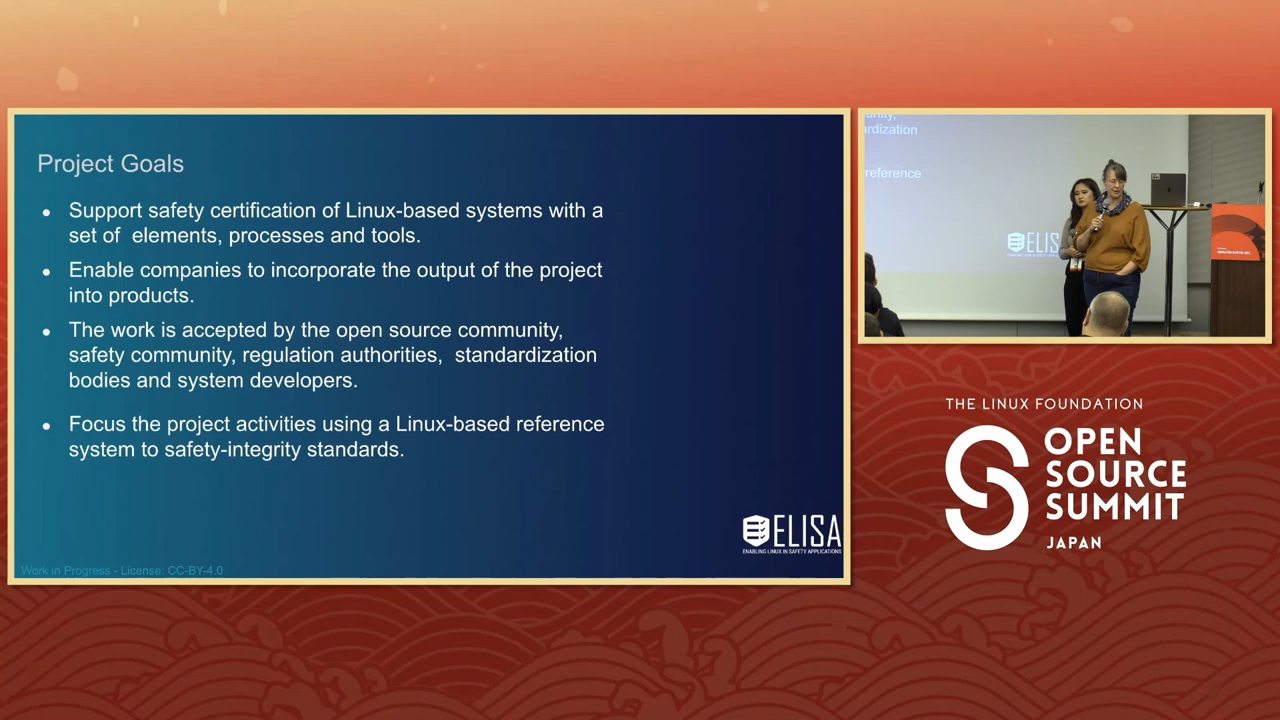 Project Goals
• Support safety certification of Linux-based systems with a
set of elements, processes and tools.
• Enable companies to incorporate the output of the project
into products.
• The work is accepted by the open source community,
safety community, regulation authorities, standardization
bodies and system developers.
• Focus the project activities using a Linux-based reference
system to safety-integrity standards.
ELISA
ENABLING LINUX IN SAFETY APPLICATIONS
Work in Progress - License: CC-BY-4.0
reference
ELIS
THE LINUX FOUNDATION
OPEN
SOURCE
SUMMIT
JAPAN